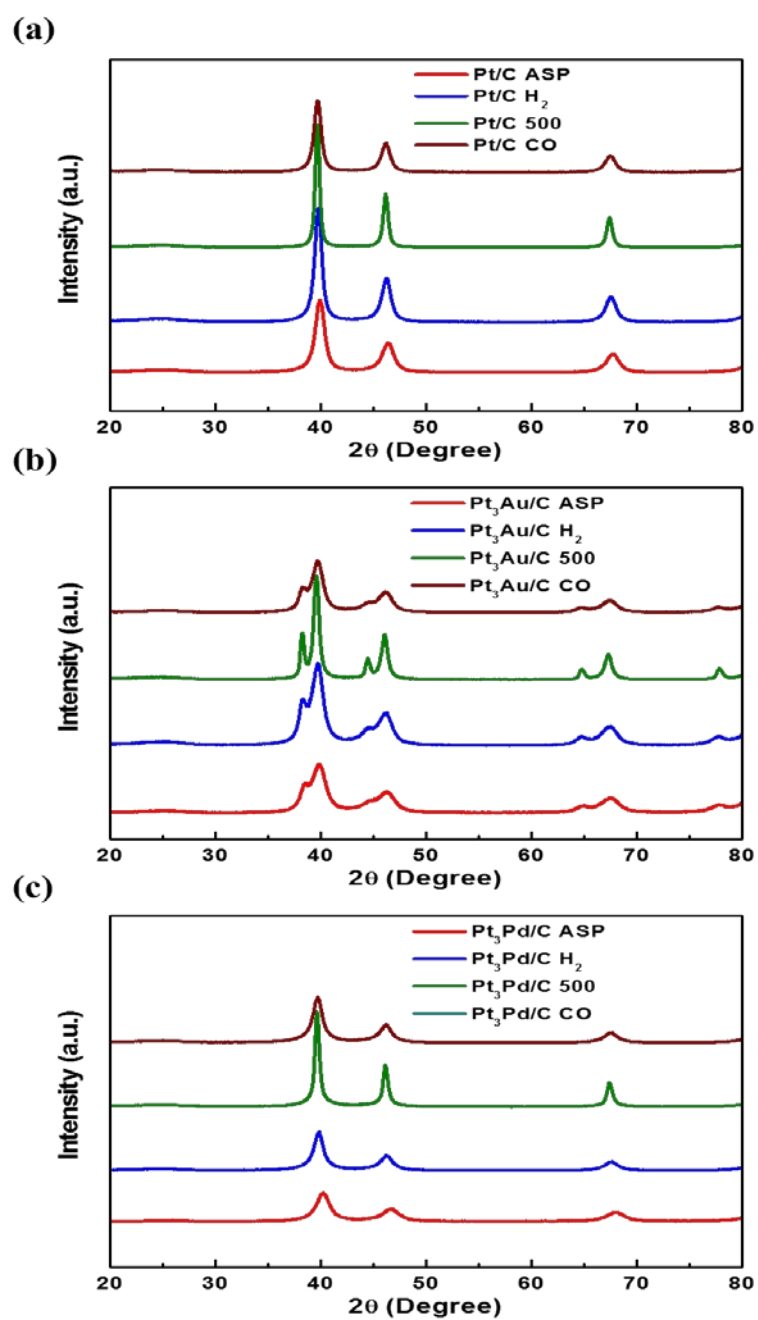 (a)
Pt/C ASP
Pt/C H₂
Pt/C 500
Pt/C CO
Intensity (a.u.)
20 30 40 50 60 70 80
2θ (Degree)
(b)
Pt₃Au/C ASP
Pt₃Au/C H₂
Pt₃Au/C 500
Pt₃Au/C CO
Intensity (a.u.)
20 30 40 50 60 70 80
2θ (Degree)
(c)
Pt₃Pd/C ASP
Pt₃Pd/C H₂
Pt₃Pd/C 500
Pt₃Pd/C CO
Intensity (a.u.)
20 30 40 50 60 70 80
2θ (Degree)